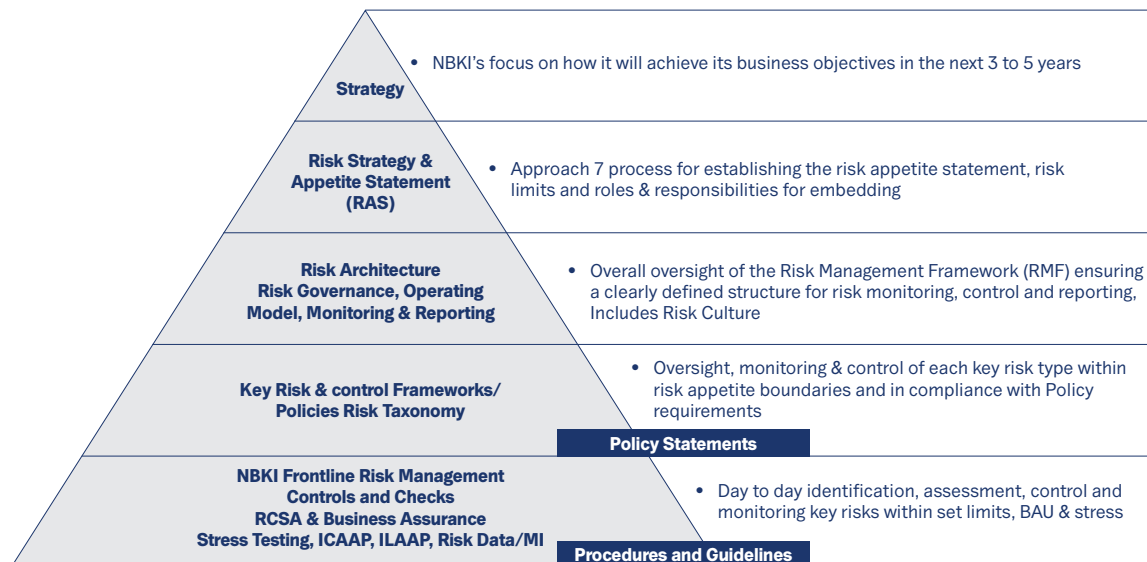 • NBKI's focus on how it will achieve its business objectives in the next 3 to 5 years
Strategy
Risk Strategy &
Appetite Statement
(RAS)
• Approach 7 process for establishing the risk appetite statement, risk
limits and roles & responsibilities for embedding
Risk Architecture
Risk Governance, Operating
Model, Monitoring & Reporting
• Overall oversight of the Risk Management Framework (RMF) ensuring
a clearly defined structure for risk monitoring, control and reporting,
Includes Risk Culture
Key Risk & control Frameworks/
Policies Risk Taxonomy
• Oversight, monitoring & control of each key risk type within
risk appetite boundaries and in compliance with Policy
requirements
Policy Statements
NBKI Frontline Risk Management
Controls and Checks
RCSA & Business Assurance
Stress Testing, ICAAP, ILAAP, Risk Data/MI
• Day to day identification, assessment, control and
monitoring key risks within set limits, BAU & stress
Procedures and Guidelines